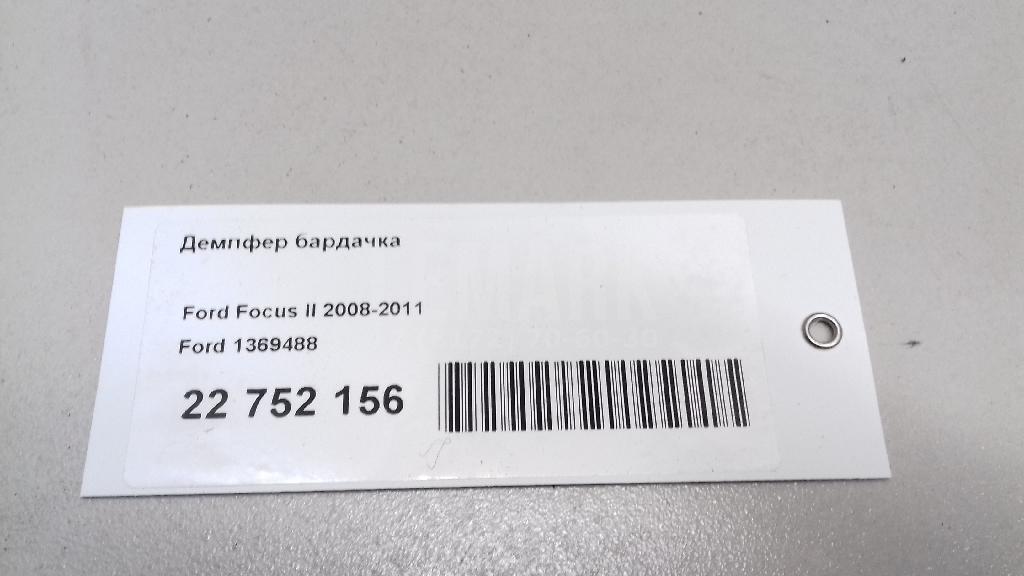 Демпфер бардачка
Ford Focus II 2008-2011
Ford 1369488
22 752 156